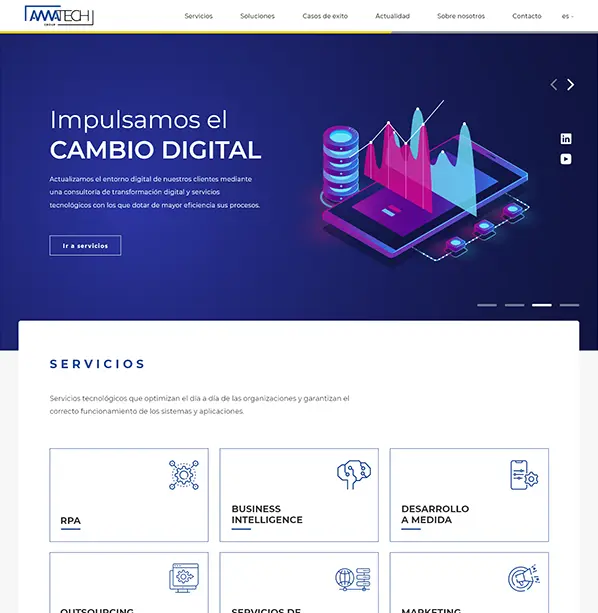 AMATECH
GROUP
Servicios
Soluciones
Casos de exito
Actualidad
Sobre nosotros
Contacto
es
Impulsamos el
CAMBIO DIGITAL
Actualizamos el entorno digital de nuestros clientes mediante
una consultoría de transformación digital y servicios
tecnológicos con los que dotar de mayor eficiencia sus procesos.
Ir a servicios
in
SERVICIOS
Servicios tecnológicos que optimizan el día a día de las organizaciones y garantizan el
correcto funcionamiento de los sistemas y aplicaciones.
RPA
BUSINESS
INTELLIGENCE
DESARROLLO
A MEDIDA
OUTSOURCING
SERVICIOS DE
MARKETING